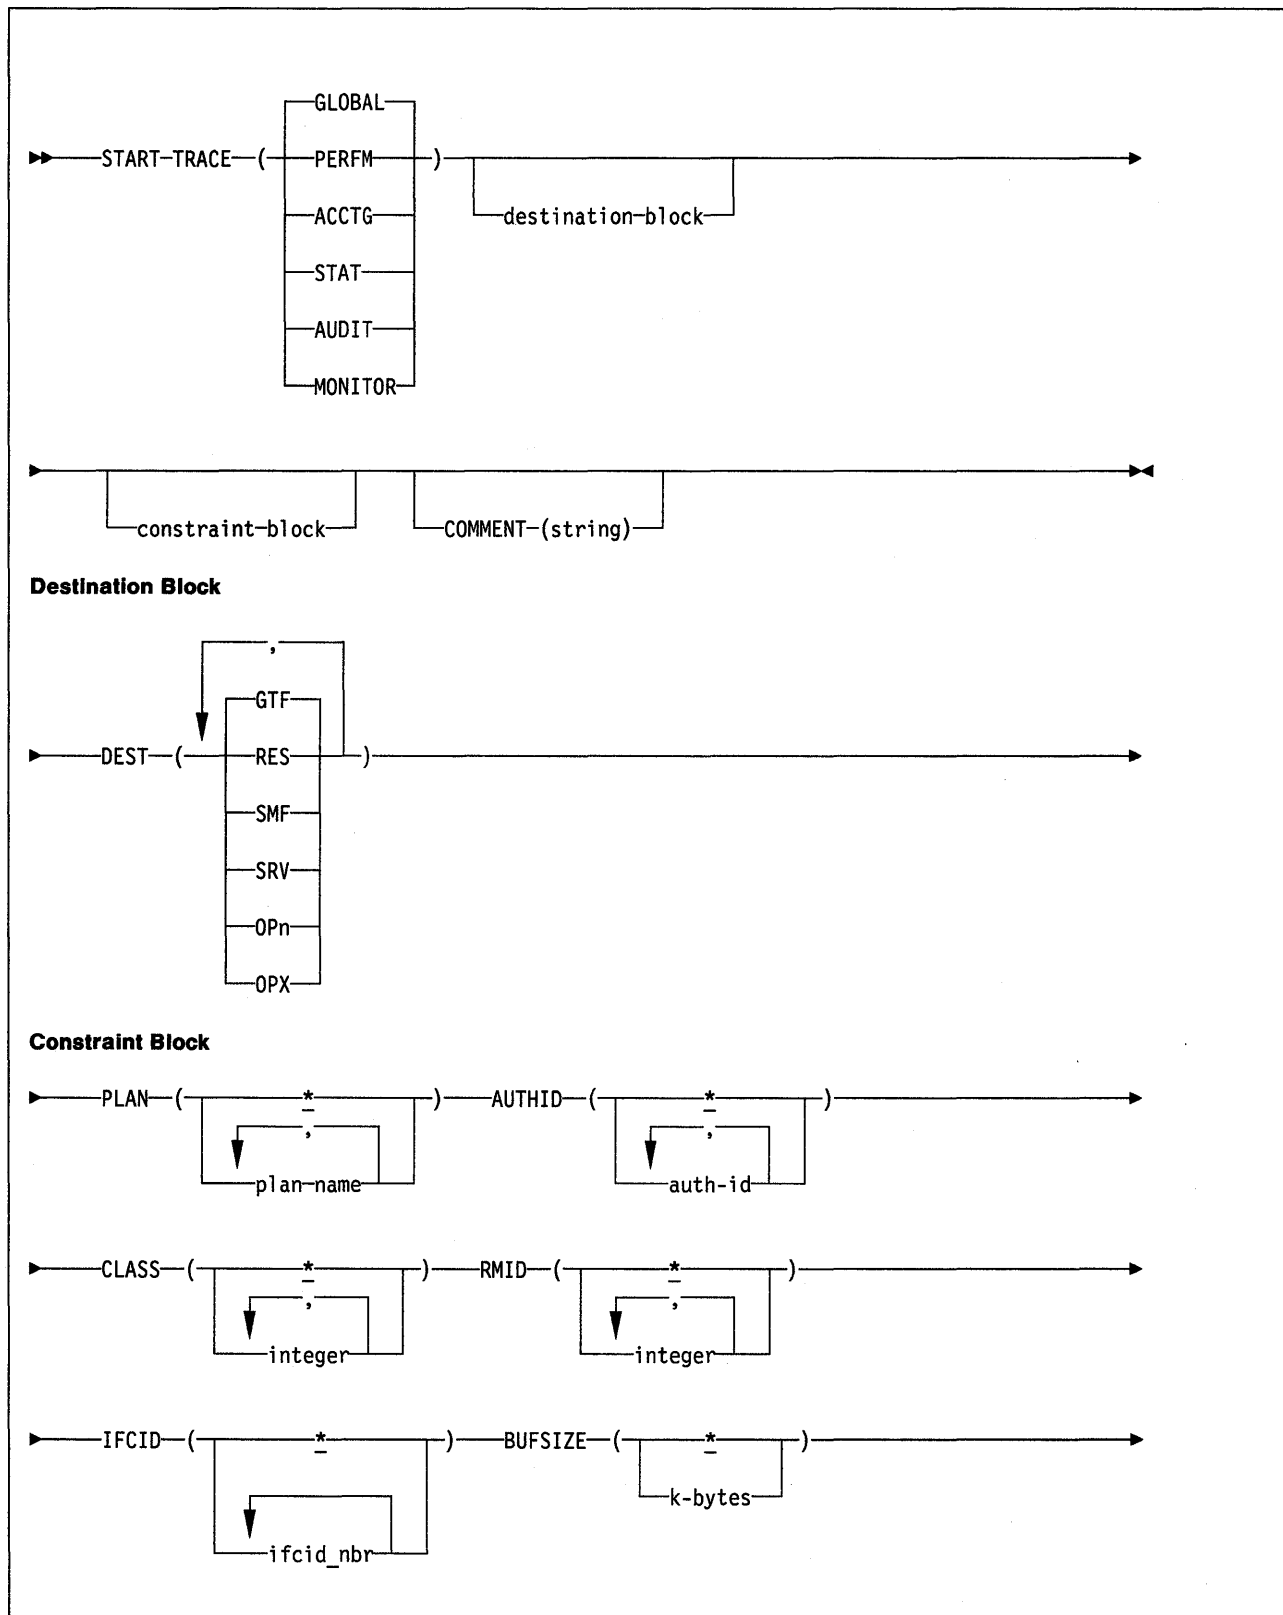 GLOBAL
START TRACE ( PERFM )
destination block
ACCTG
STAT
AUDIT
MONITOR
constraint block COMMENT (string)
Destination Block
,
GTF
DEST ( RES )
SMF
SRV
OPn
OPX
Constraint Block
PLAN ( * ) AUTHID ( * )
, ,
plan name auth-id
CLASS ( * ) RMID ( * )
, ,
integer integer
IFCID ( * ) BUFSIZE ( * )
k-bytes
ifcid_nbr